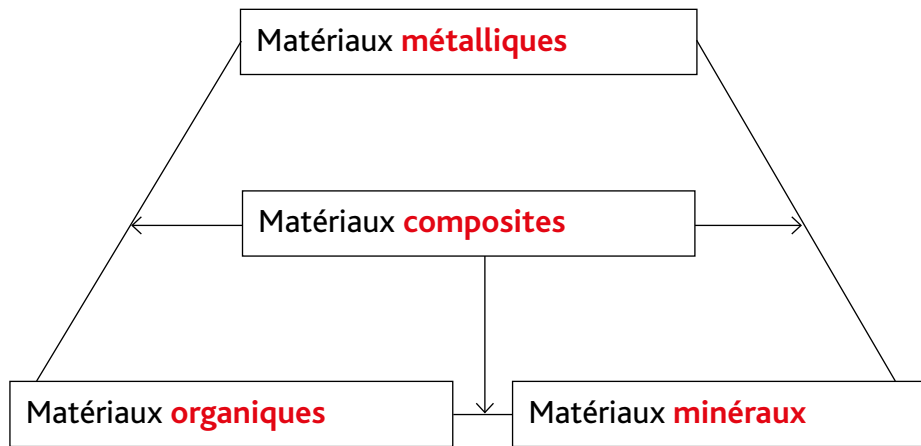 Matériaux métalliques
Matériaux composites
Matériaux organiques
Matériaux minéraux